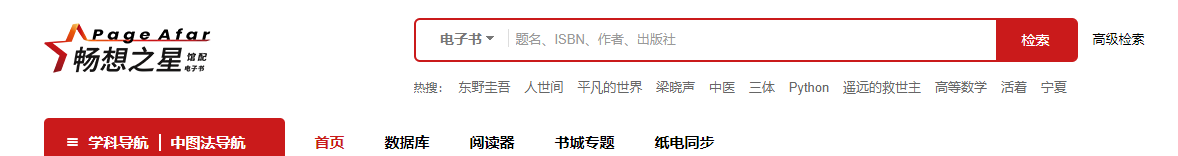 Page Afar
畅想之星 馆配
电子书
电子书 题名、ISBN、作者、出版社 检索 高级检索
热搜： 东野圭吾 人世间 平凡的世界 梁晓声 中医 三体 Python 遥远的救世主 高等数学 活着 宁夏
学科导航 | 中图法导航 首页 数据库 阅读器 书城专题 纸电同步